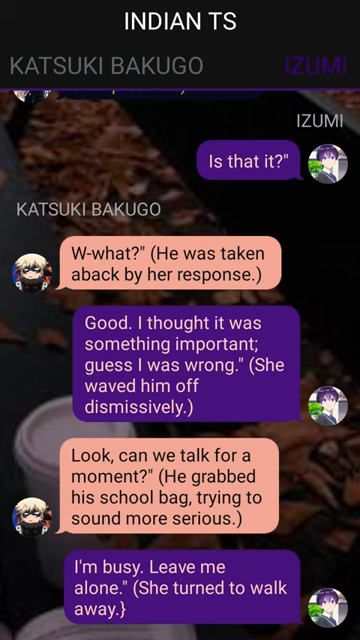 INDIAN TS
KATSUKI BAKUGO IZUMI
IZUMI
Is that it?"
KATSUKI BAKUGO
W-what?" (He was taken
aback by her response.)
Good. I thought it was
something important;
guess I was wrong." (She
waved him off
dismissively.)
Look, can we talk for a
moment?" (He grabbed
his school bag, trying to
sound more serious.)
I'm busy. Leave me
alone." (She turned to walk
away.}